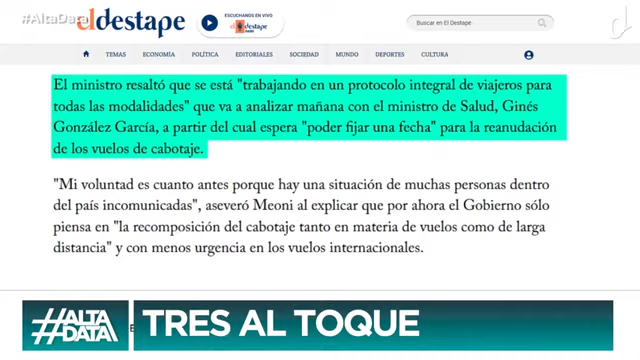 #AltaData
eldestape
ESCUCHANOS EN VIVO
el destape
RADIO
Buscar en El Destape
TEMAS
ECONOMÍA
POLÍTICA
EDITORIALES
SOCIEDAD
MUNDO
DEPORTES
CULTURA
El ministro resaltó que se está "trabajando en un protocolo integral de viajeros para
todas las modalidades" que va a analizar mañana con el ministro de Salud, Ginés
González García, a partir del cual espera "poder fijar una fecha" para la reanudación
de los vuelos de cabotaje.
"Mi voluntad es cuanto antes porque hay una situación de muchas personas dentro
del país incomunicadas", aseveró Meoni al explicar que por ahora el Gobierno sólo
piensa en "la recomposición del cabotaje tanto en materia de vuelos como de larga
distancia" y con menos urgencia en los vuelos internacionales.
#ALTA
DATA
TRES AL TOQUE